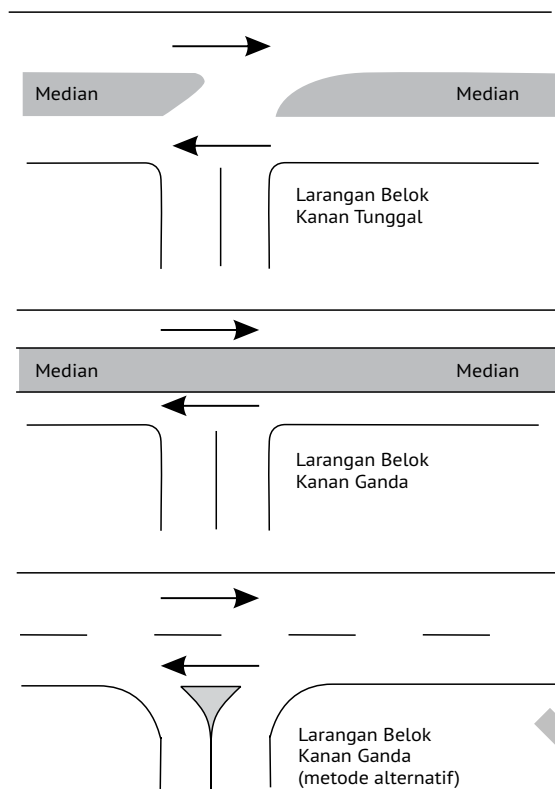 Median
Median
Larangan Belok
Kanan Tunggal
Median
Median
Larangan Belok
Kanan Ganda
Larangan Belok
Kanan Ganda
(metode alternatif)